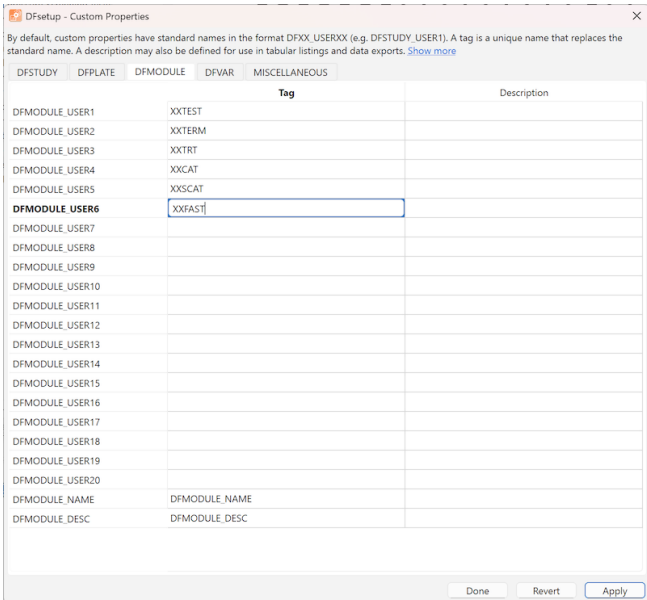 DFsetup - Custom Properties
By default, custom properties have standard names in the format DFXX_USERXX (e.g. DFSTUDY_USER1). A tag is a unique name that replaces the
standard name. A description may also be defined for use in tabular listings and data exports. Show more
DFSTUDY DFPLATE DFMODULE DFVAR MISCELLANEOUS
Tag Description
DFMODULE_USER1 XXTEST
DFMODULE_USER2 XXTERM
DFMODULE_USER3 XXTRT
DFMODULE_USER4 XXCAT
DFMODULE_USER5 XXSCAT
DFMODULE_USER6 XXFAST
DFMODULE_USER7
DFMODULE_USER8
DFMODULE_USER9
DFMODULE_USER10
DFMODULE_USER11
DFMODULE_USER12
DFMODULE_USER13
DFMODULE_USER14
DFMODULE_USER15
DFMODULE_USER16
DFMODULE_USER17
DFMODULE_USER18
DFMODULE_USER19
DFMODULE_USER20
DFMODULE_NAME DFMODULE_NAME
DFMODULE_DESC DFMODULE_DESC
Done Revert Apply